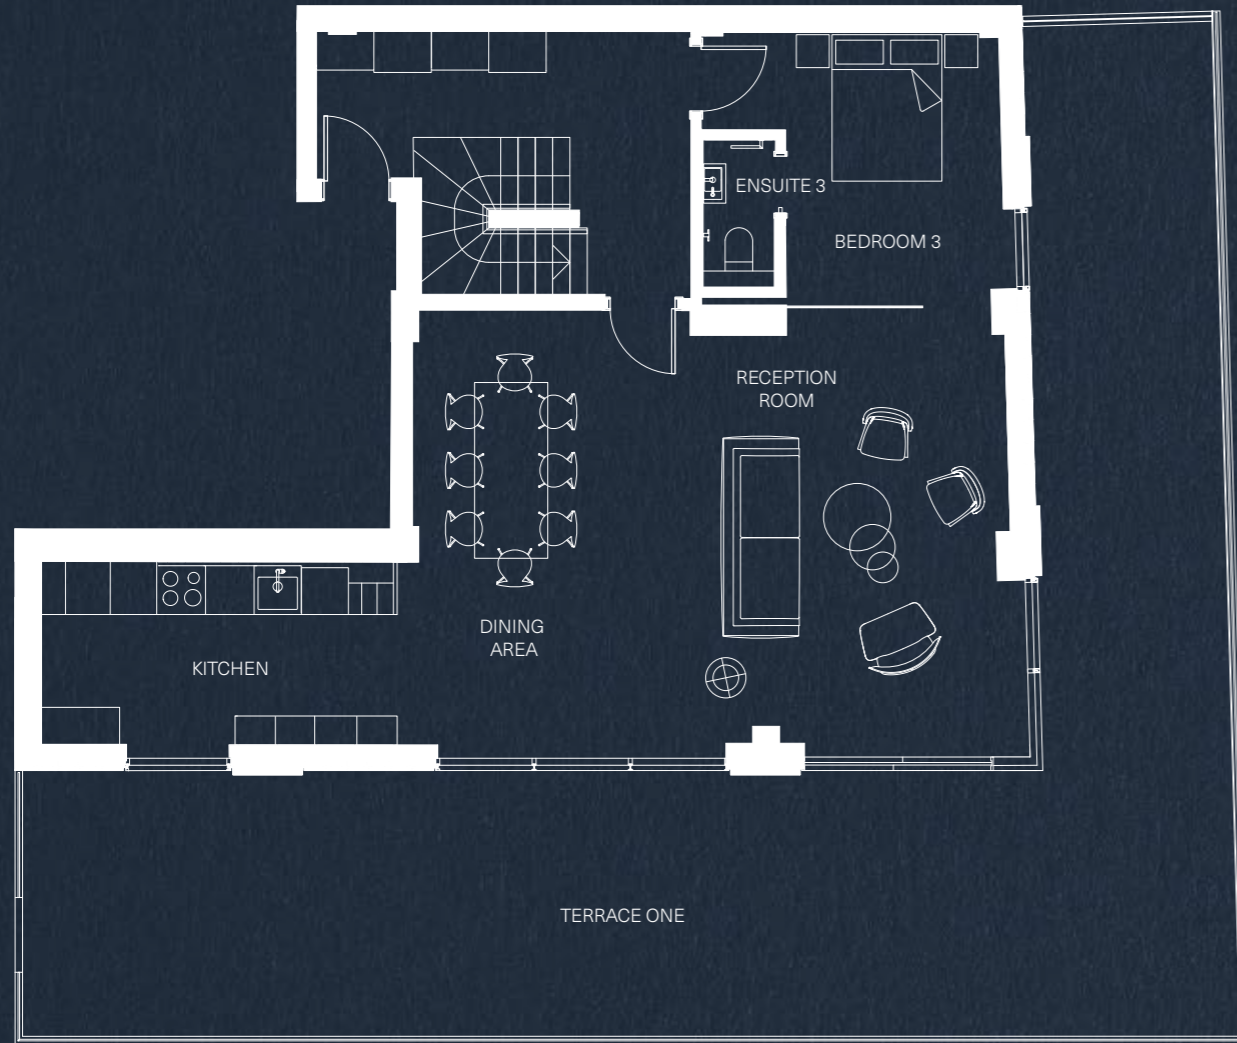 ENSUITE 3
BEDROOM 3
RECEPTION
ROOM
DINING
AREA
KITCHEN
TERRACE ONE